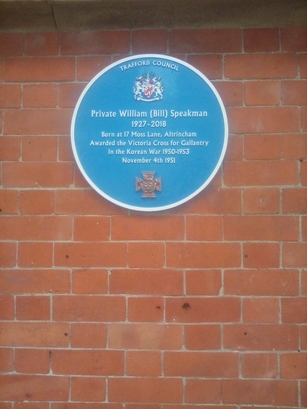 TRAFFORD COUNCIL
Private William (Bill) Speakman
1927-2018
Born at 17 Moss Lane, Altrincham
Awarded the Victoria Cross for Gallantry
in the Korean War 1950-1953
November 4th 1951